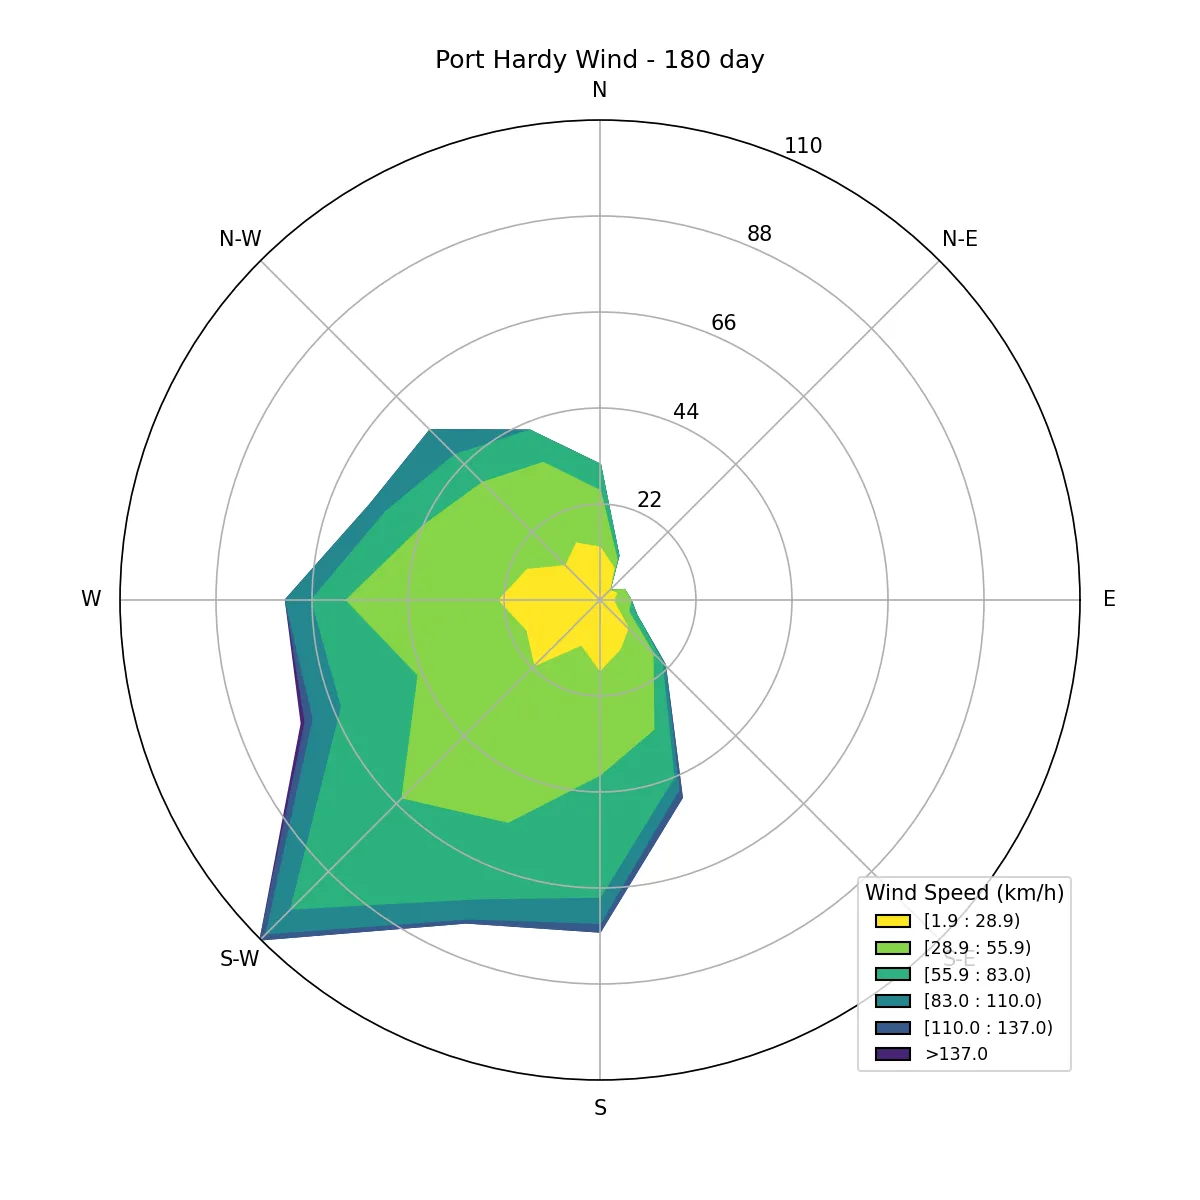 Port Hardy Wind - 180 day
N
110
88
N-W
N-E
66
44
22
W
E
Wind Speed (km/h)
[1.9 : 28.9)
[28.9 : 55.9)
S-W
S-E
[55.9 : 83.0)
[83.0 : 110.0)
[110.0 : 137.0)
>137.0
S